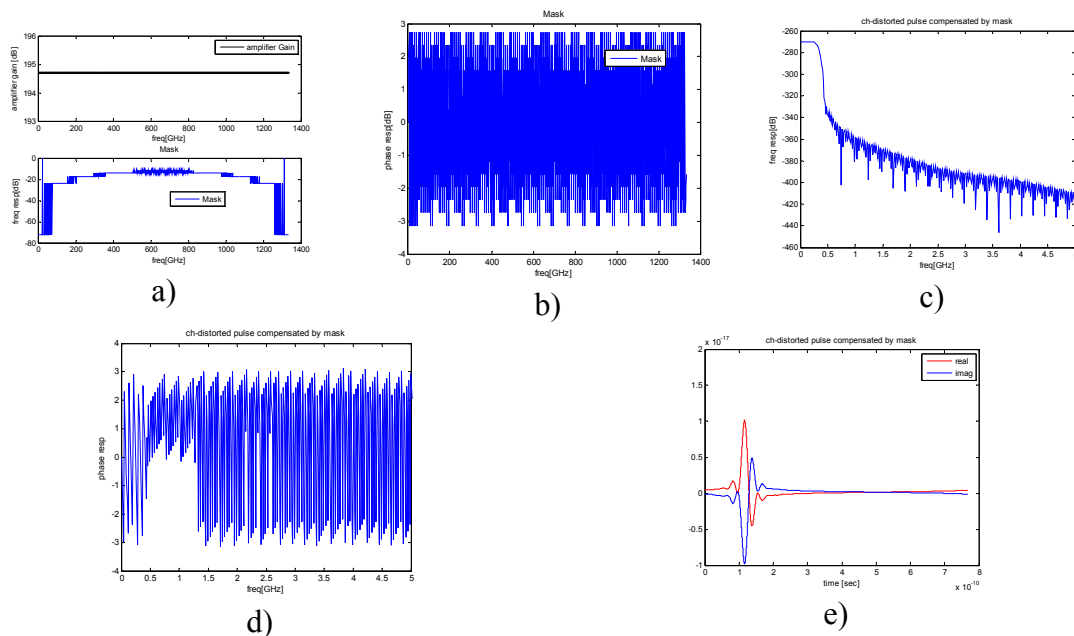 196
195
194
193
amplifier gain [dB]
amplifier Gain
0 200 400 600 800 1000 1200 1400
freq[GHz]
Mask
0
-20
-40
-60
-80
freq resp[dB]
Mask
0 200 400 600 800 1000 1200 1400
freq[GHz]
a)
Mask
3
2
1
0
-1
-2
-3
-4
phase resp[dB]
Mask
0 200 400 600 800 1000 1200 1400
freq[GHz]
b)
ch-distorted pulse compensated by mask
-260
-280
-300
-320
-340
-360
-380
-400
-420
-440
-460
freq resp[dB]
0 0.5 1 1.5 2 2.5 3 3.5 4 4.5
freq[GHz]
c)
ch-distorted pulse compensated by mask
4
3
2
1
0
-1
-2
-3
-4
phase resp
0 0.5 1 1.5 2 2.5 3 3.5 4 4.5 5
freq[GHz]
d)
ch-distorted pulse compensated by mask
x 10^-17
2
1.5
1
0.5
0
-0.5
-1
real
imag
0 1 2 3 4 5 6 7 8
time [sec]
x 10^-10
e)